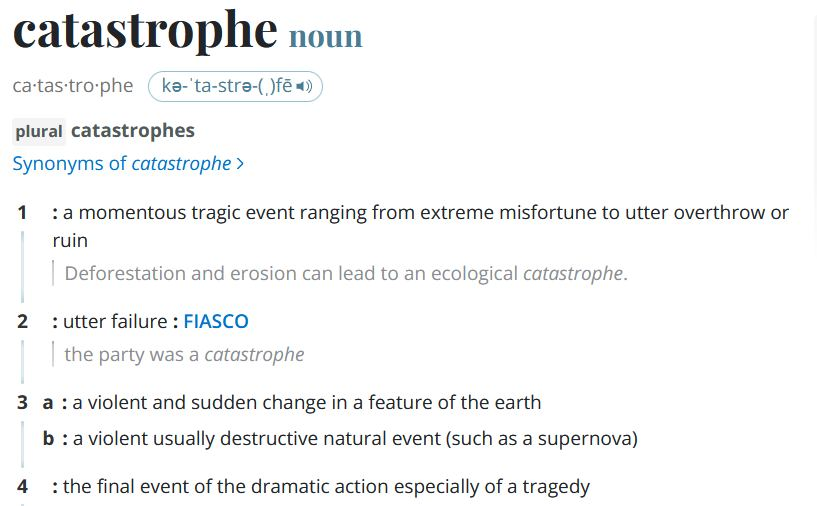 catastrophe noun
ca·tas·tro·phe kə-ˈta-strə-(ˌ)fē
plural catastrophes
Synonyms of catastrophe >
1 : a momentous tragic event ranging from extreme misfortune to utter overthrow or
ruin
Deforestation and erosion can lead to an ecological catastrophe.
2 : utter failure : FIASCO
the party was a catastrophe
3 a : a violent and sudden change in a feature of the earth
b : a violent usually destructive natural event (such as a supernova)
4 : the final event of the dramatic action especially of a tragedy